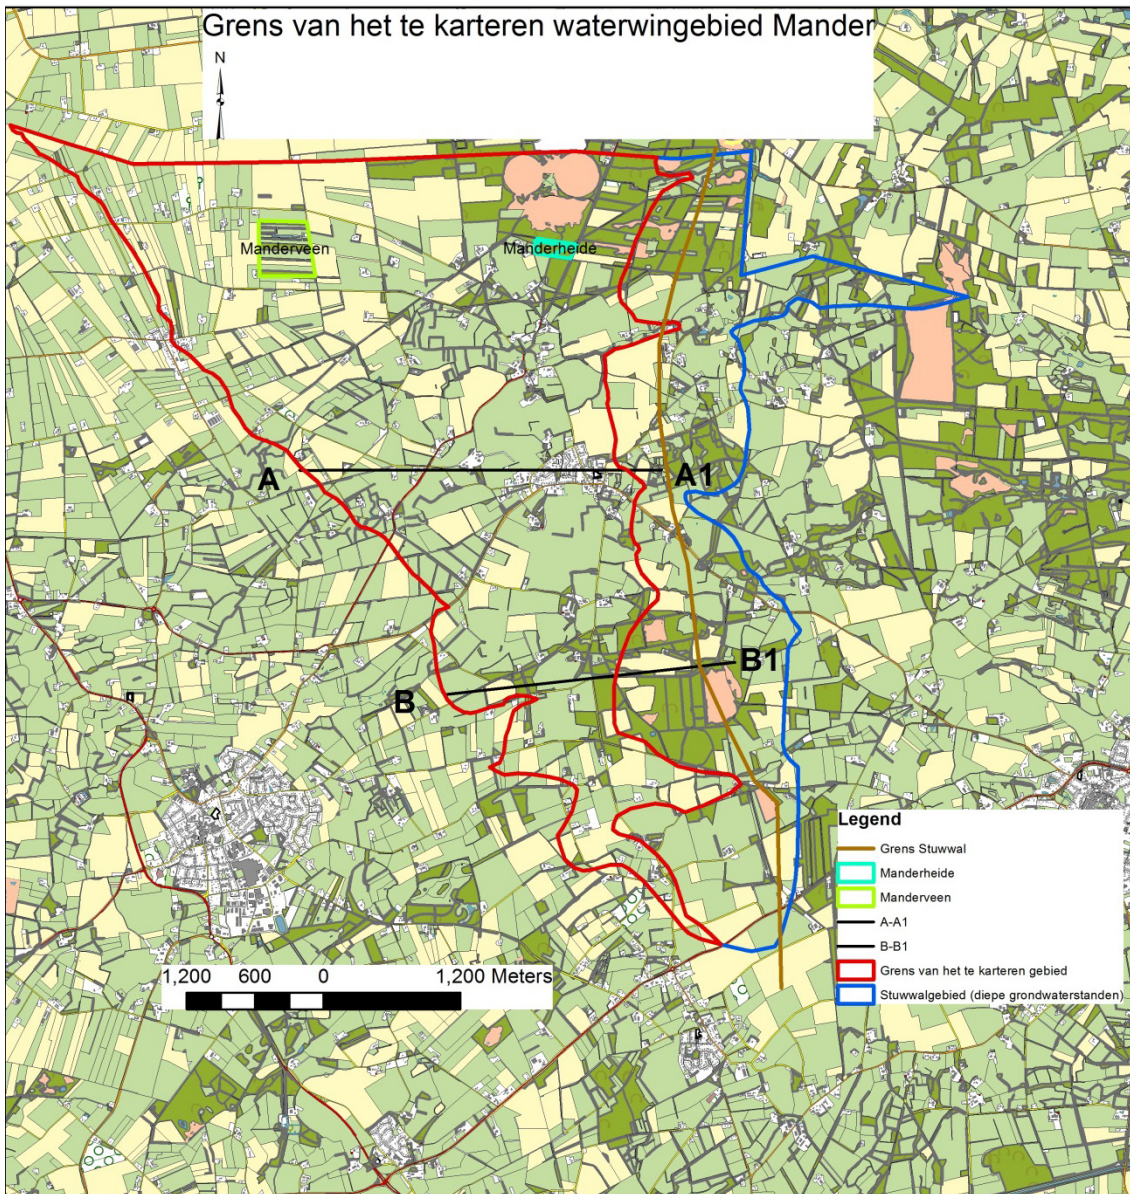 Grens van het te karteren waterwingebied Mander
N
Manderveen
Manderheide
A
A1
B
B1
Legend
Grens Stuwwal
Manderheide
Manderveen
A-A1
B-B1
Grens van het te karteren gebied
Stuwwalgebied (diepe grondwaterstanden)
1,200 600 0 1,200 Meters